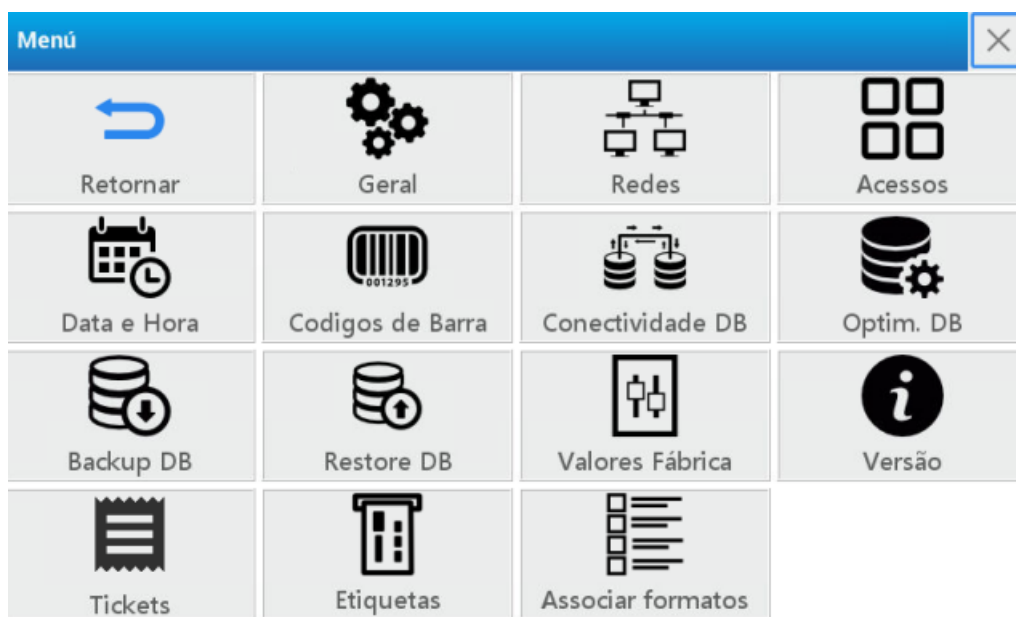 Menú
Retornar
Geral
Redes
Acessos
001295
Data e Hora
Codigos de Barra
Conectividade DB
Optim. DB
Backup DB
Restore DB
Valores Fábrica
Versão
Tickets
Etiquetas
Associar formatos